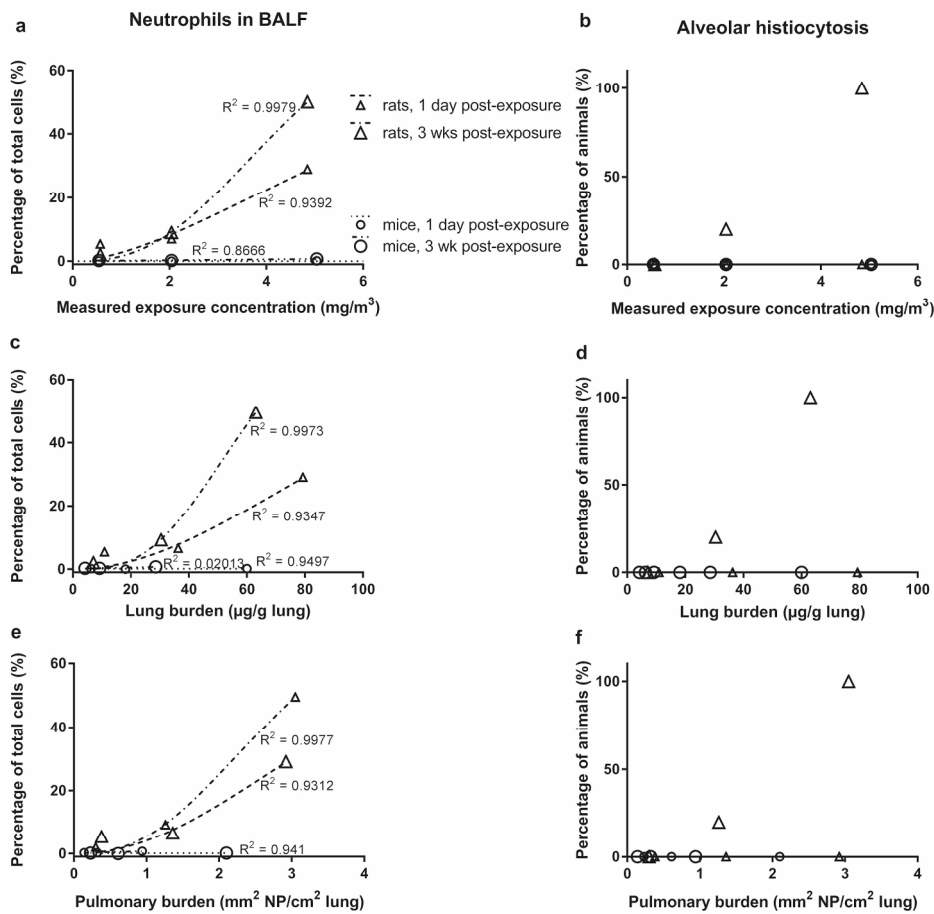 a
Neutrophils in BALF
Percentage of total cells (%)
60
40
20
0
R² = 0.9979
R² = 0.9392
R² = 0.8666
0 2 4 6
Measured exposure concentration (mg/m³)
rats, 1 day post-exposure
rats, 3 wks post-exposure
mice, 1 day post-exposure
mice, 3 wk post-exposure
b
Alveolar histiocytosis
Percentage of animals (%)
100
50
0
0 2 4 6
Measured exposure concentration (mg/m³)
c
Percentage of total cells (%)
60
40
20
0
R² = 0.9973
R² = 0.9347
R² = 0.02013
R² = 0.9497
0 20 40 60 80 100
Lung burden (µg/g lung)
d
Percentage of animals (%)
100
50
0
0 20 40 60 80 100
Lung burden (µg/g lung)
e
Percentage of total cells (%)
60
40
20
0
R² = 0.9977
R² = 0.9312
R² = 0.941
0 1 2 3 4
Pulmonary burden (mm² NP/cm² lung)
f
Percentage of animals (%)
100
50
0
0 1 2 3 4
Pulmonary burden (mm² NP/cm² lung)